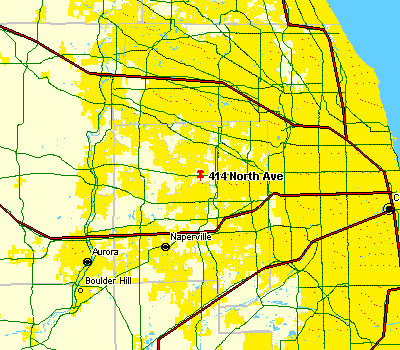 414 North Ave
C
Naperville
Aurora
Boulder Hill